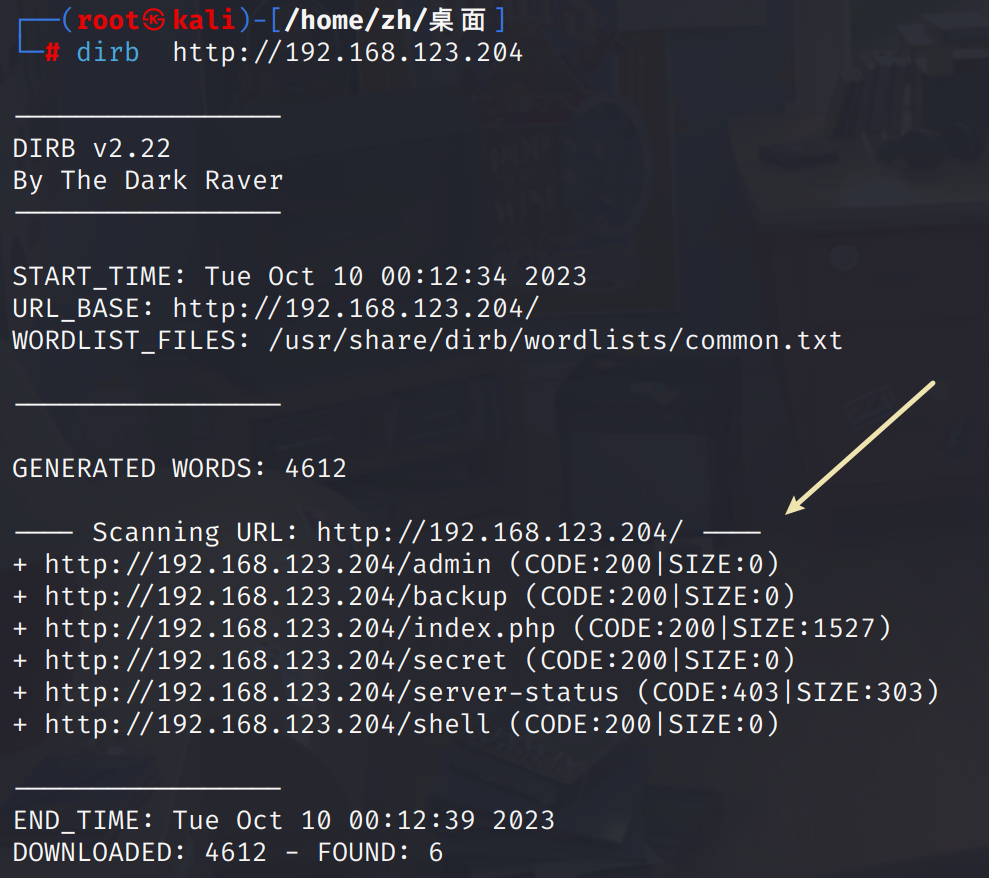 ┌──(root㉿kali)-[/home/zh/桌面]
└─# dirb  http://192.168.123.204

-----------------
DIRB v2.22
By The Dark Raver
-----------------

START_TIME: Tue Oct 10 00:12:34 2023
URL_BASE: http://192.168.123.204/
WORDLIST_FILES: /usr/share/dirb/wordlists/common.txt

-----------------

GENERATED WORDS: 4612

---- Scanning URL: http://192.168.123.204/ ----
+ http://192.168.123.204/admin (CODE:200|SIZE:0)
+ http://192.168.123.204/backup (CODE:200|SIZE:0)
+ http://192.168.123.204/index.php (CODE:200|SIZE:1527)
+ http://192.168.123.204/secret (CODE:200|SIZE:0)
+ http://192.168.123.204/server-status (CODE:403|SIZE:303)
+ http://192.168.123.204/shell (CODE:200|SIZE:0)

-----------------
END_TIME: Tue Oct 10 00:12:39 2023
DOWNLOADED: 4612 - FOUND: 6